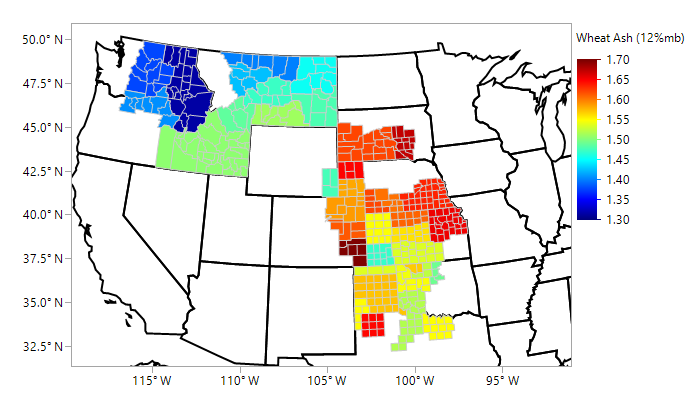 Wheat Ash (12%mb)
50.0° N
47.5° N
45.0° N
42.5° N
40.0° N
37.5° N
35.0° N
32.5° N
115° W
110° W
105° W
100° W
95° W
1.70
1.65
1.60
1.55
1.50
1.45
1.40
1.35
1.30